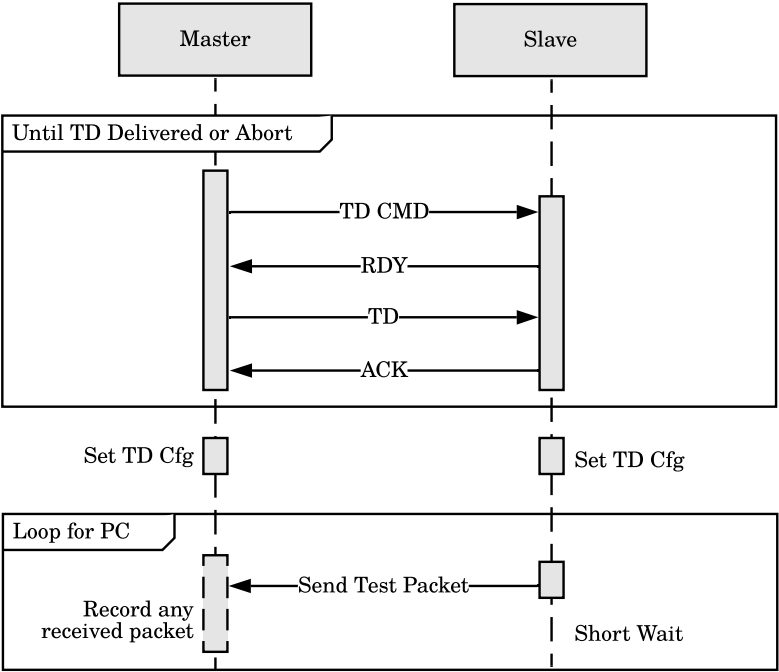 Master
Slave
Until TD Delivered or Abort
TD CMD
RDY
TD
ACK
Set TD Cfg
Set TD Cfg
Loop for PC
Send Test Packet
Record any
received packet
Short Wait